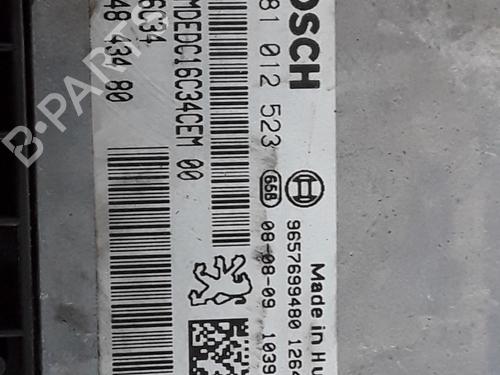 BOSCH
81 012 523
MDEDC16C34CEM 00
6C34
48 434 80
668
08-08-09 1039
9657699480 1264
Made in Hu
B-PARTS